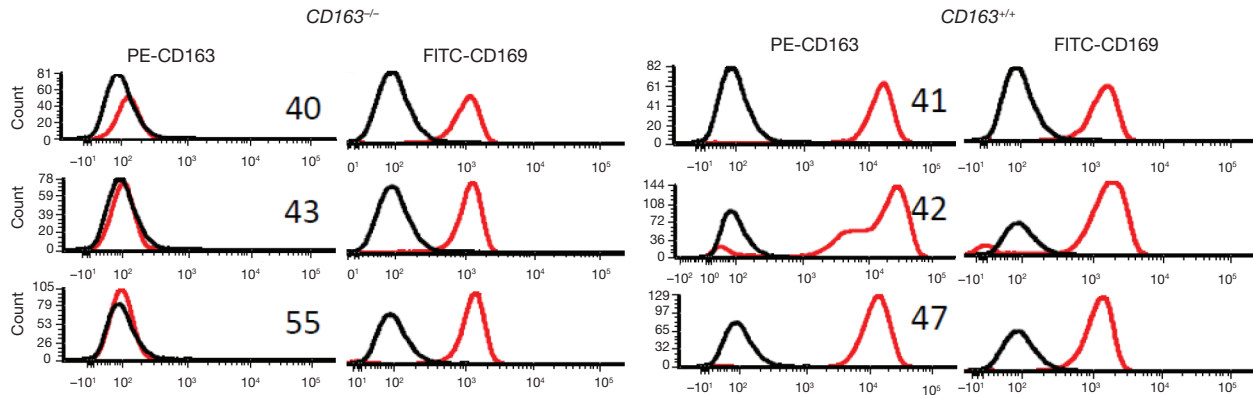 CD163–/–
CD163+/+
PE-CD163
FITC-CD169
PE-CD163
FITC-CD169
Count
81
60
40
20
0
40
–10¹ 10² 10³ 10⁴ 10⁵
0 10¹ 10² 10³ 10⁴ 10⁵
82
61
41
20
0
41
–10¹ 10² 10³ 10⁴ 10⁵
–10¹ 10² 10³ 10⁴ 10⁵
78
59
39
20
0
43
–10¹ 10² 10³ 10⁴ 10⁵
0¹ 10² 10³ 10⁴ 10⁵
144
108
72
36
0
42
–10² 10⁰ 10² 10³ 10⁴ 10⁵
–10¹ 10² 10³ 10⁴ 10⁵
Count
105
79
53
26
0
55
–10¹ 10² 10³ 10⁴ 10⁵
0¹ 10² 10³ 10⁴ 10⁵
129
97
65
32
0
47
–10¹ 10² 10³ 10⁴ 10⁵
–10¹ 10² 10³ 10⁴ 10⁵